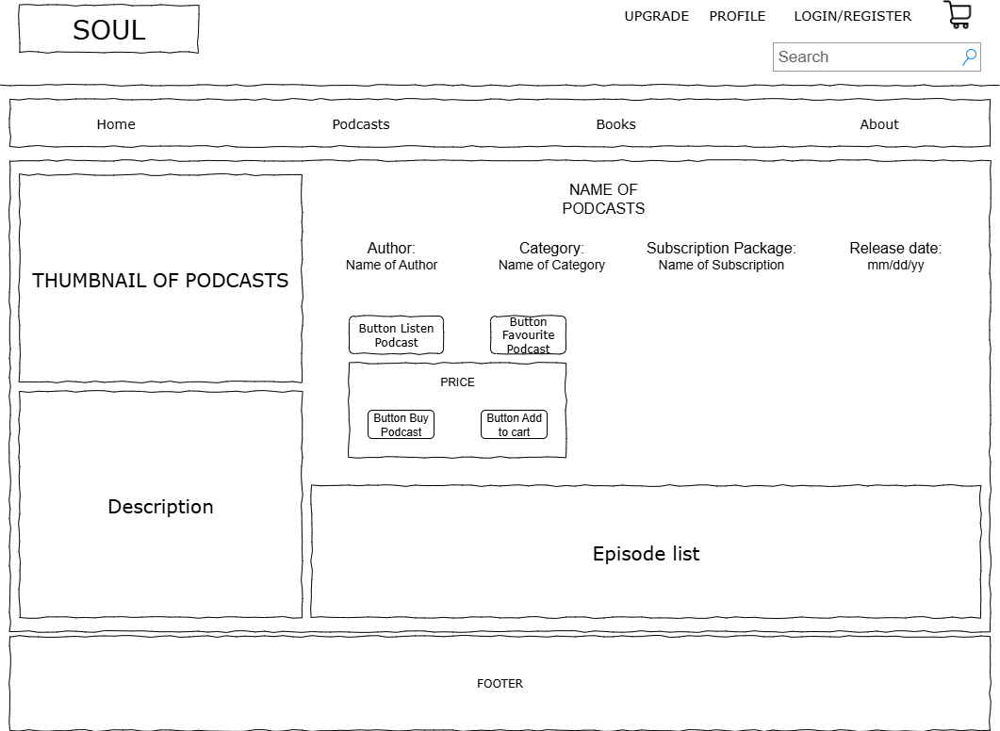 SOUL
UPGRADE
PROFILE
LOGIN/REGISTER
Search
Home
Podcasts
Books
About
THUMBNAIL OF PODCASTS
NAME OF
PODCASTS
Author:
Name of Author
Category:
Name of Category
Subscription Package:
Name of Subscription
Release date:
mm/dd/yy
Button Listen
Podcast
Button
Favourite
Podcast
PRICE
Button Buy
Podcast
Button Add
to cart
Description
Episode list
FOOTER